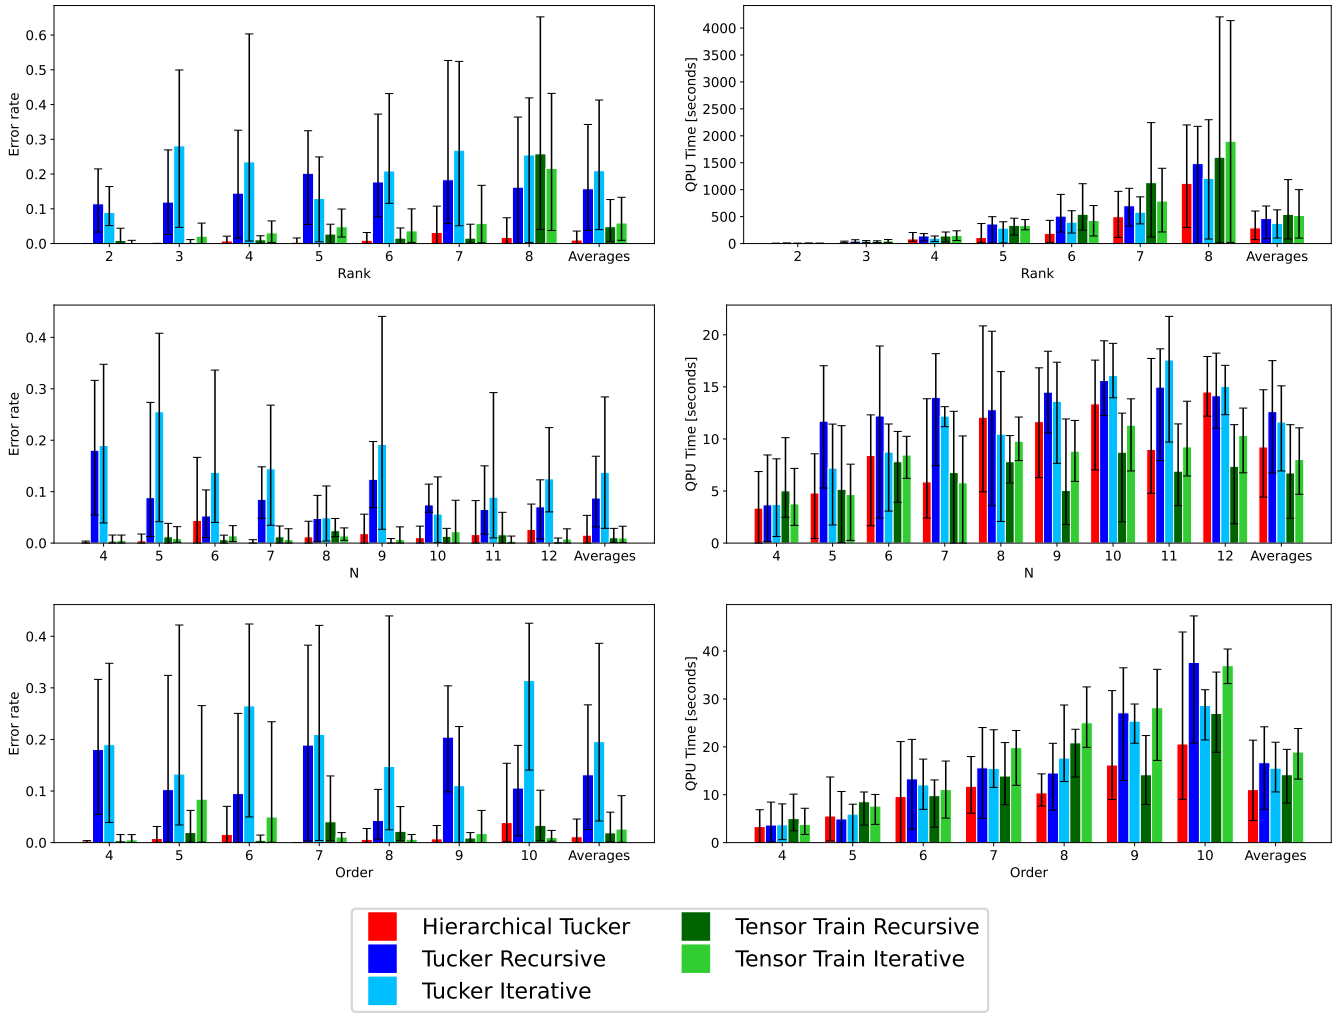 Error rate
0.6
0.5
0.4
0.3
0.2
0.1
0.0
2 3 4 5 6 7 8 Averages
Rank
QPU Time [seconds]
4000
3500
3000
2500
2000
1500
1000
500
0
2 3 4 5 6 7 8 Averages
Rank
Error rate
0.4
0.3
0.2
0.1
0.0
4 5 6 7 8 9 10 11 12 Averages
N
QPU Time [seconds]
20
15
10
5
0
4 5 6 7 8 9 10 11 12 Averages
N
Error rate
0.4
0.3
0.2
0.1
0.0
4 5 6 7 8 9 10 Averages
Order
QPU Time [seconds]
40
30
20
10
0
4 5 6 7 8 9 10 Averages
Order
Hierarchical Tucker
Tucker Recursive
Tucker Iterative
Tensor Train Recursive
Tensor Train Iterative